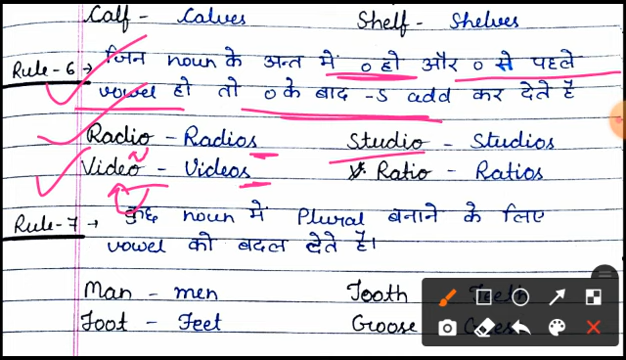 Calf - Calves Shelf - Shelves
Rule-6 → जिन noun के अन्त में o हो और o से पहले
vowel हो तो o के बाद -s add कर देते हैं
Radio - Radios Studio - Studios
Video - Videos Ratio - Ratios
Rule-7 → कुछ noun में Plural बनाने के लिए
vowel को बदल देते हैं।
Man - men Tooth
Foot - Feet Goose